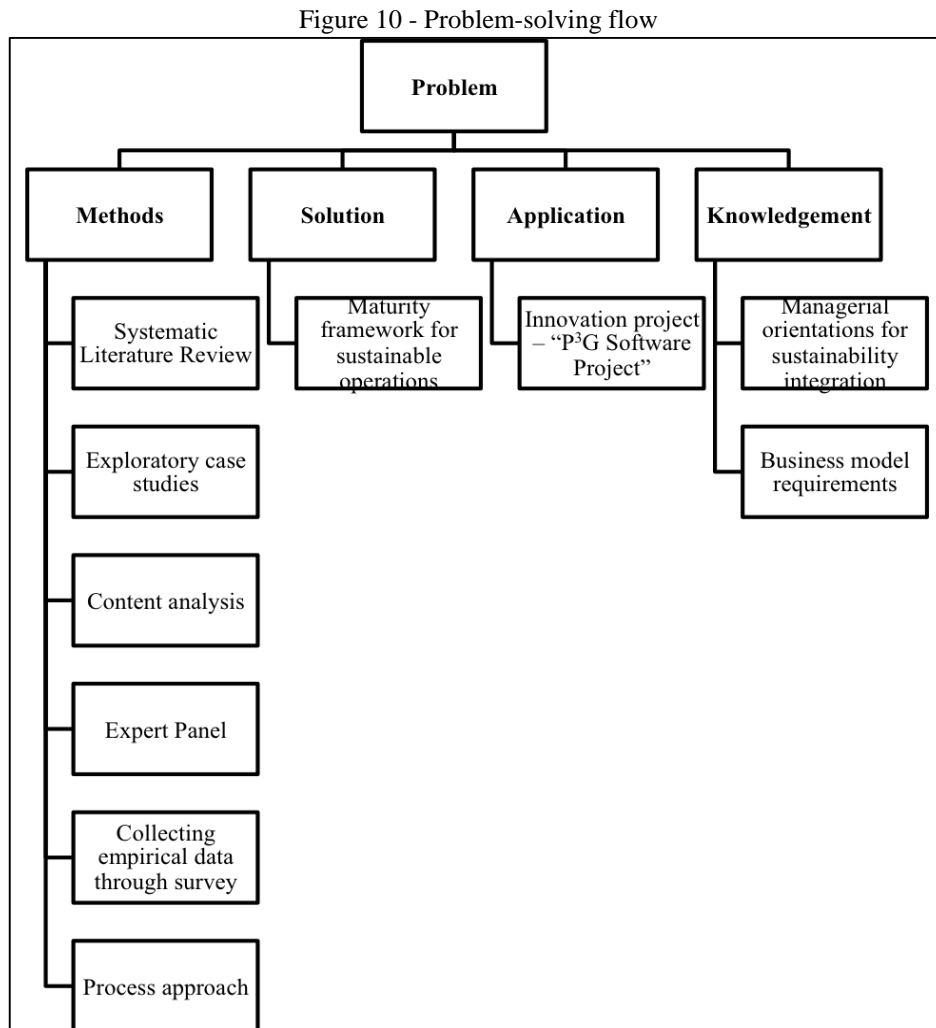 Figure 10 - Problem-solving flow
Problem
Methods
Solution
Application
Knowledgement
Systematic
Literature Review
Maturity
framework for
sustainable
operations
Innovation project
– “P³G Software
Project”
Managerial
orientations for
sustainability
integration
Exploratory case
studies
Business model
requirements
Content analysis
Expert Panel
Collecting
empirical data
through survey
Process approach